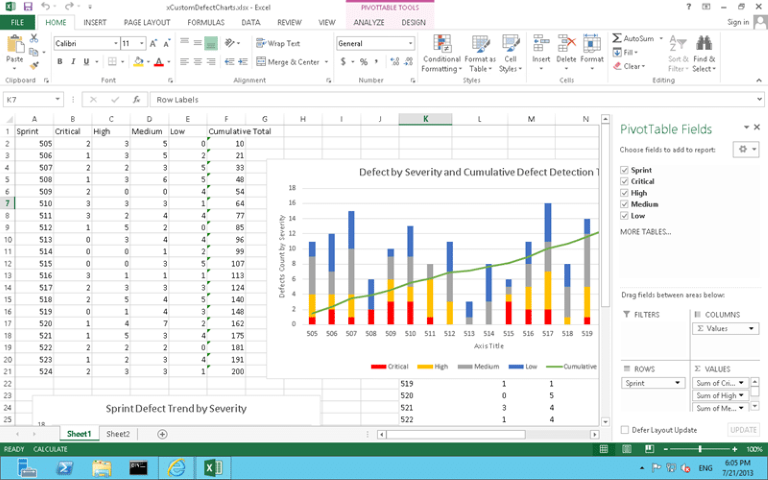 xCustomDefectCharts.xlsx - Excel
PIVOTTABLE TOOLS
FILE HOME INSERT PAGE LAYOUT FORMULAS DATA REVIEW VIEW ANALYZE DESIGN Sign in
Paste
Calibri 11
B I U
Wrap Text
Merge & Center
General
$ % ,
Conditional Formatting
Format as Table
Cell Styles
Insert Delete Format
AutoSum
Fill
Clear
Sort & Filter
Find & Select
Clipboard Font Alignment Number Styles Cells Editing
K7 fx Row Labels
A B C D E F G H I J K L M N
1 Sprint Critical High Medium Low Cumulative Total
2 505 2 3 5 0 10
3 506 1 3 5 2 21
4 507 2 2 3 5 33
5 508 1 3 6 5 48
6 509 2 0 0 4 54
7 510 3 3 3 1 64
8 511 3 2 4 4 77
9 512 1 5 2 0 85
10 513 0 3 4 4 96
11 514 0 0 1 2 99
12 515 0 0 3 5 107
13 516 3 1 1 1 113
14 517 2 3 3 3 124
15 518 2 5 4 5 140
16 519 0 1 4 3 148
17 520 1 4 7 2 162
18 521 1 5 3 4 175
19 522 2 2 2 0 181
20 523 1 2 3 4 191
21 524 2 3 3 1 200
22
23
24
25
Defect by Severity and Cumulative Defect Detection T
Defects Count by Severity
18
16
14
12
10
8
6
4
2
0
505 506 507 508 509 510 511 512 513 514 515 516 517 518 519
Axis Title
Critical High Medium Low Cumulative
519 1 1
520 0 5
521 3 4
522 1 4
Sprint Defect Trend by Severity
18
PivotTable Fields
Choose fields to add to report:
Sprint
Critical
High
Medium
Low
MORE TABLES...
Drag fields between areas below:
FILTERS COLUMNS
Σ Values
ROWS Σ VALUES
Sprint Sum of Cri...
Sum of High
Sum of Me...
Defer Layout Update UPDATE
Sheet1 Sheet2
READY CALCULATE 100%
ENG 6:05 PM
7/21/2013